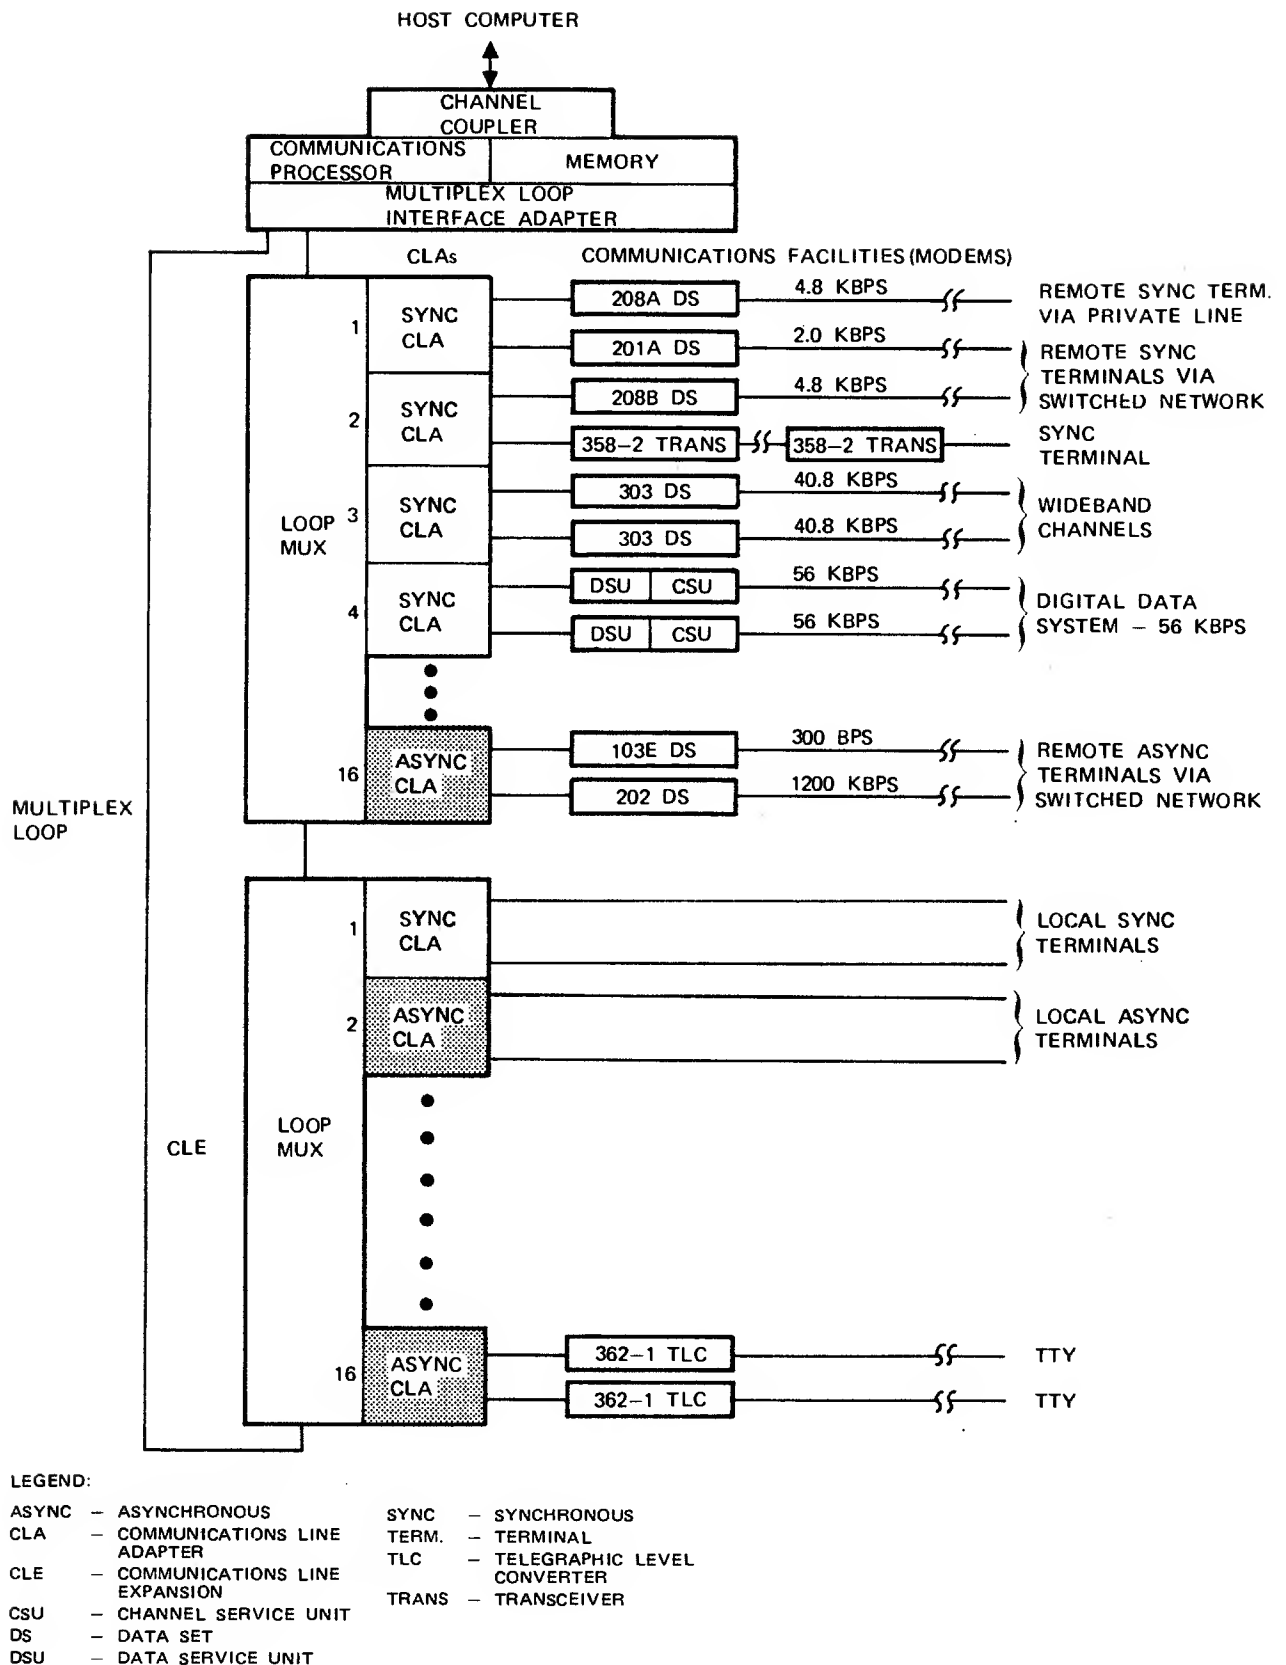 HOST COMPUTER
CHANNEL
COUPLER
COMMUNICATIONS
PROCESSOR
MEMORY
MULTIPLEX LOOP
INTERFACE ADAPTER
CLAs
COMMUNICATIONS FACILITIES (MODEMS)
LOOP
MUX
1
SYNC
CLA
208A DS
4.8 KBPS
REMOTE SYNC TERM.
VIA PRIVATE LINE
201A DS
2.0 KBPS
REMOTE SYNC
TERMINALS VIA
SWITCHED NETWORK
2
SYNC
CLA
208B DS
4.8 KBPS
358-2 TRANS
358-2 TRANS
SYNC
TERMINAL
3
SYNC
CLA
303 DS
40.8 KBPS
WIDEBAND
CHANNELS
303 DS
40.8 KBPS
4
SYNC
CLA
DSU
CSU
56 KBPS
DIGITAL DATA
SYSTEM – 56 KBPS
DSU
CSU
56 KBPS
16
ASYNC
CLA
103E DS
300 BPS
REMOTE ASYNC
TERMINALS VIA
SWITCHED NETWORK
202 DS
1200 KBPS
MULTIPLEX
LOOP
1
SYNC
CLA
LOCAL SYNC
TERMINALS
2
ASYNC
CLA
LOCAL ASYNC
TERMINALS
CLE
LOOP
MUX
16
ASYNC
CLA
362-1 TLC
TTY
362-1 TLC
TTY
LEGEND:
ASYNC – ASYNCHRONOUS
CLA – COMMUNICATIONS LINE
ADAPTER
CLE – COMMUNICATIONS LINE
EXPANSION
CSU – CHANNEL SERVICE UNIT
DS – DATA SET
DSU – DATA SERVICE UNIT
SYNC – SYNCHRONOUS
TERM. – TERMINAL
TLC – TELEGRAPHIC LEVEL
CONVERTER
TRANS – TRANSCEIVER